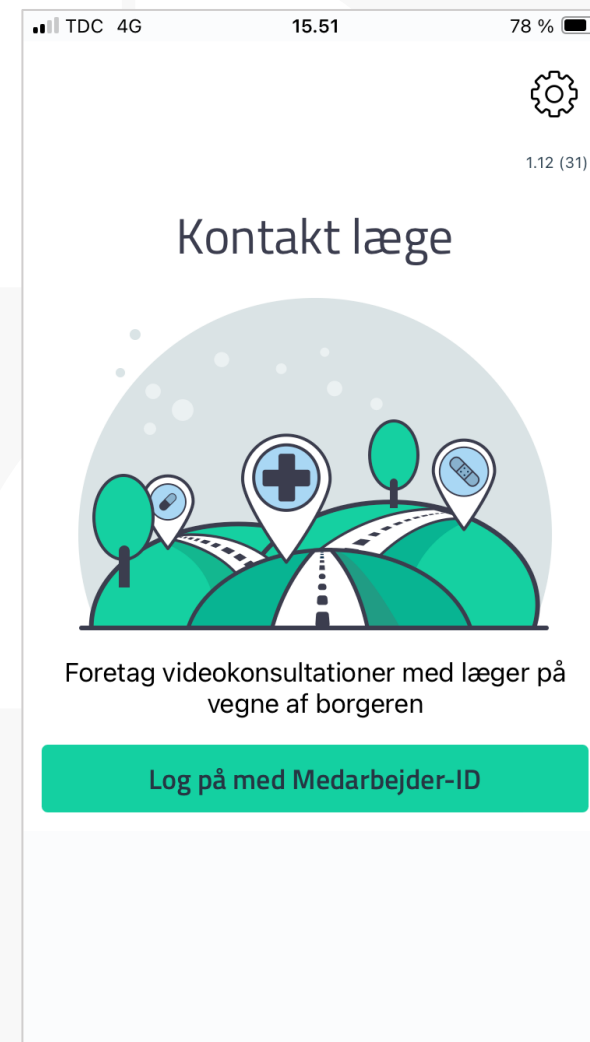 TDC 4G 15.51 78 %
1.12 (31)
Kontakt læge
Foretag videokonsultationer med læger på
vegne af borgeren
Log på med Medarbejder-ID